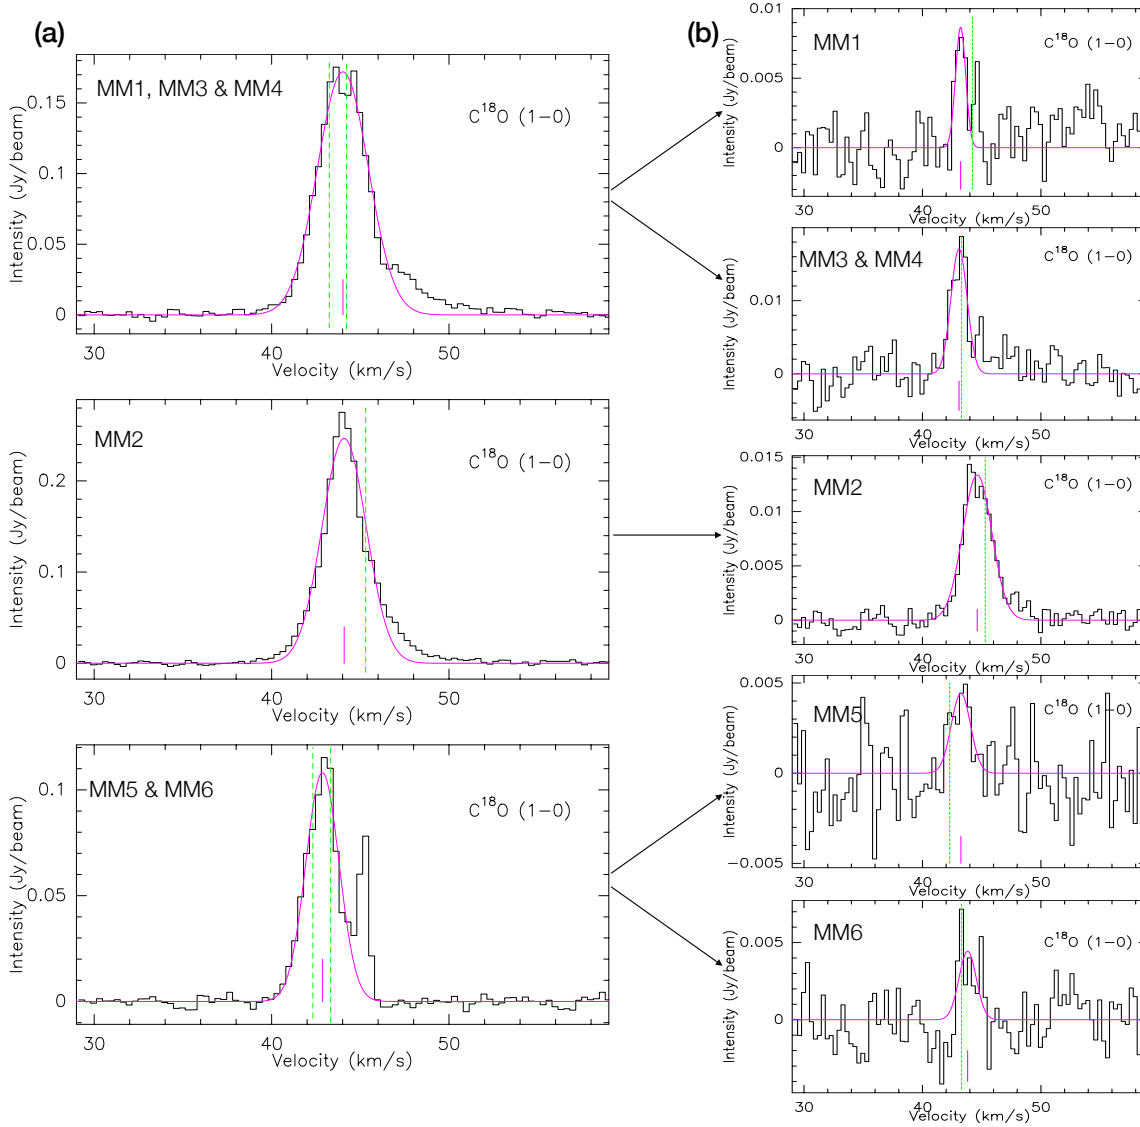 (a)
MM1, MM3 & MM4
C¹⁸O (1−0)
Intensity (Jy/beam)
0.15
0.1
0.05
0
30 40 50
Velocity (km/s)
MM2
C¹⁸O (1−0)
Intensity (Jy/beam)
0.2
0.1
0
30 40 50
Velocity (km/s)
MM5 & MM6
C¹⁸O (1−0)
Intensity (Jy/beam)
0.1
0.05
0
30 40 50
Velocity (km/s)
(b)
MM1
C¹⁸O (1−0)
Intensity (Jy/beam)
0.01
0.005
0
30 40 50
Velocity (km/s)
MM3 & MM4
C¹⁸O (1−0)
Intensity (Jy/beam)
0.01
0
30 40 50
Velocity (km/s)
MM2
C¹⁸O (1−0)
Intensity (Jy/beam)
0.015
0.01
0.005
0
30 40 50
Velocity (km/s)
MM5
C¹⁸O (1−0)
Intensity (Jy/beam)
0.005
0
−0.005
30 40 50
Velocity (km/s)
MM6
C¹⁸O (1−0)
Intensity (Jy/beam)
0.005
0
30 40 50
Velocity (km/s)